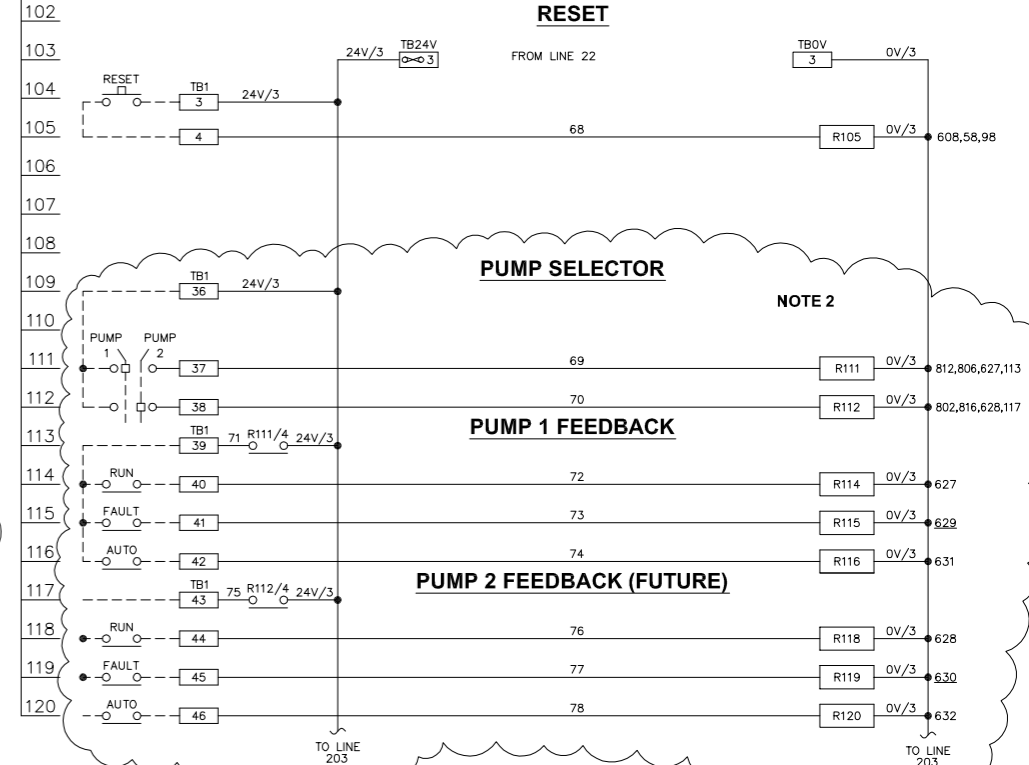 102
RESET
103
24V/3 TB24V 3
FROM LINE 22
TB0V 3 0V/3
RESET
104
TB1 3 24V/3
105
4 68 R105 0V/3 608,58,98
106
107
108
PUMP SELECTOR
109
TB1 36 24V/3
NOTE 2
110
PUMP 1 PUMP 2
111
37 69 R111 0V/3 812,806,627,113
112
38 70 R112 0V/3 802,816,628,117
PUMP 1 FEEDBACK
113
TB1 39 71 R111/4 24V/3
114
RUN 40 72 R114 0V/3 627
115
FAULT 41 73 R115 0V/3 629
116
AUTO 42 74 R116 0V/3 631
PUMP 2 FEEDBACK (FUTURE)
117
TB1 43 75 R112/4 24V/3
118
RUN 44 76 R118 0V/3 628
119
FAULT 45 77 R119 0V/3 630
120
AUTO 46 78 R120 0V/3 632
TO LINE 203
TO LINE 203